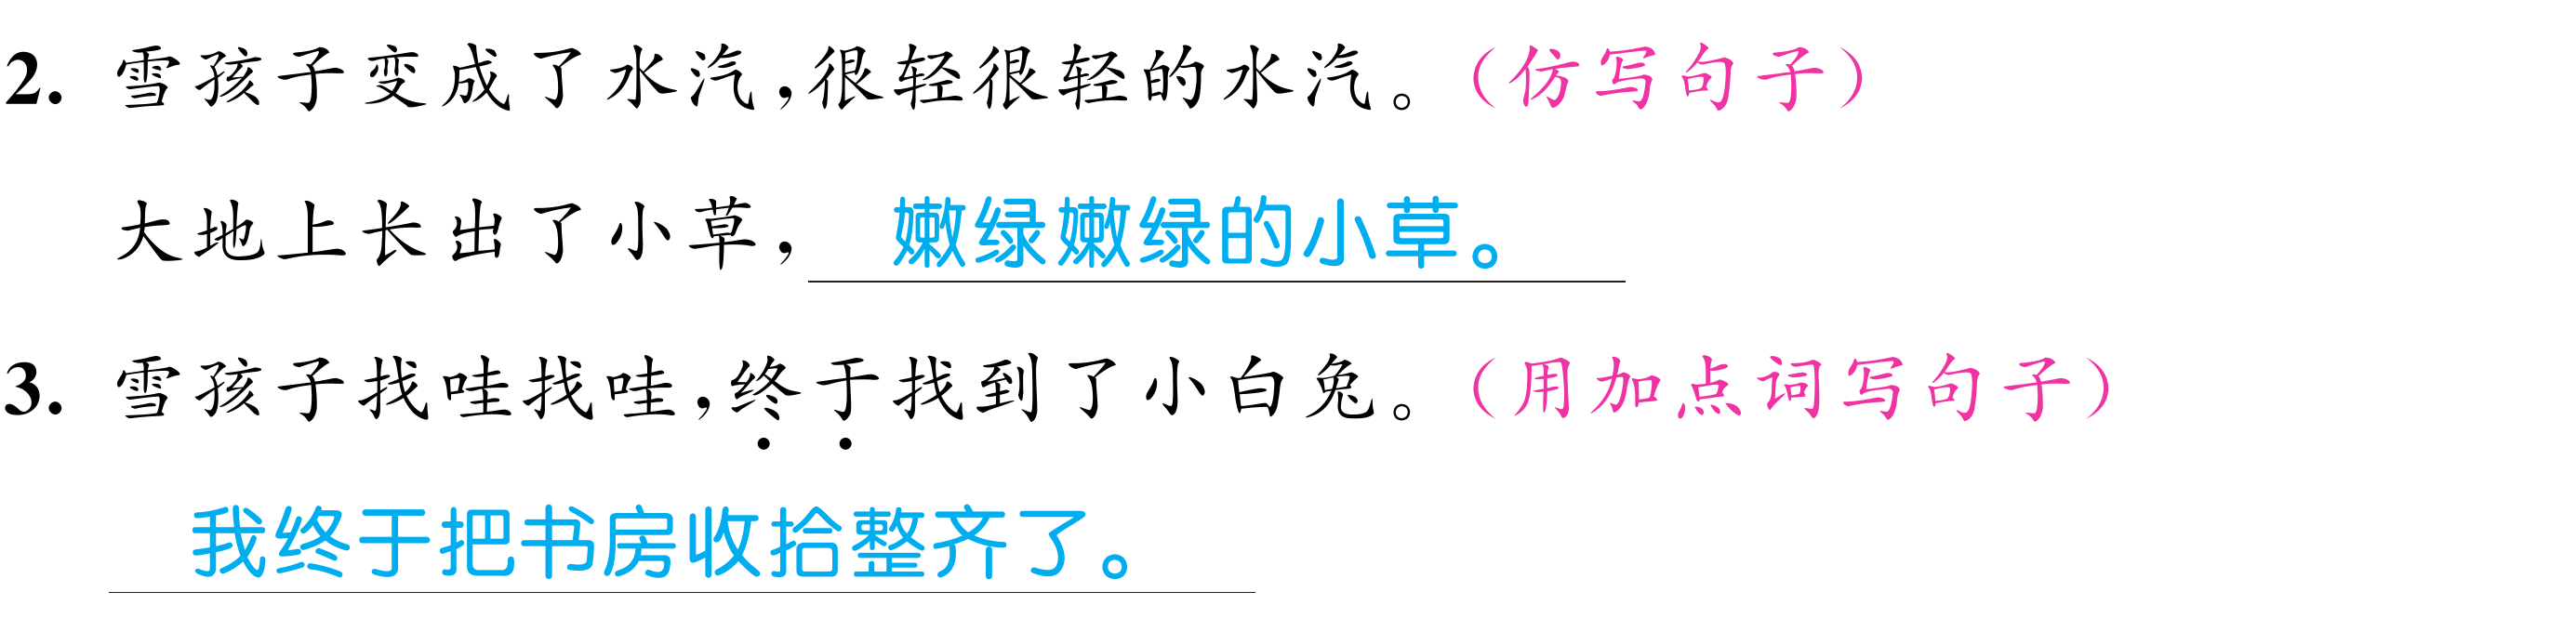 2. 雪孩子变成了水汽,很轻很轻的水汽。(仿写句子)
大地上长出了小草,嫩绿嫩绿的小草。
3. 雪孩子找哇找哇,终于找到了小白兔。(用加点词写句子)
我终于把书房收拾整齐了。